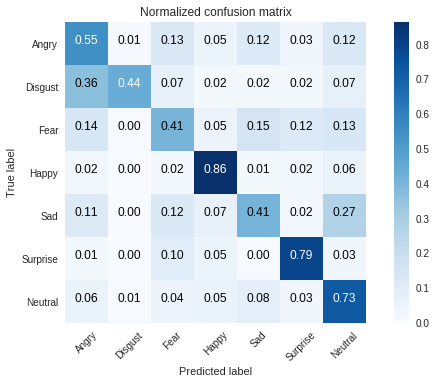 Normalized confusion matrix
Angry 0.55 0.01 0.13 0.05 0.12 0.03 0.12
Disgust 0.36 0.44 0.07 0.02 0.02 0.02 0.07
Fear 0.14 0.00 0.41 0.05 0.15 0.12 0.13
Happy 0.02 0.00 0.02 0.86 0.01 0.02 0.06
Sad 0.11 0.00 0.12 0.07 0.41 0.02 0.27
Surprise 0.01 0.00 0.10 0.05 0.00 0.79 0.03
Neutral 0.06 0.01 0.04 0.05 0.08 0.03 0.73
Angry Disgust Fear Happy Sad Surprise Neutral
Predicted label
True label
0.8
0.7
0.6
0.5
0.4
0.3
0.2
0.1
0.0